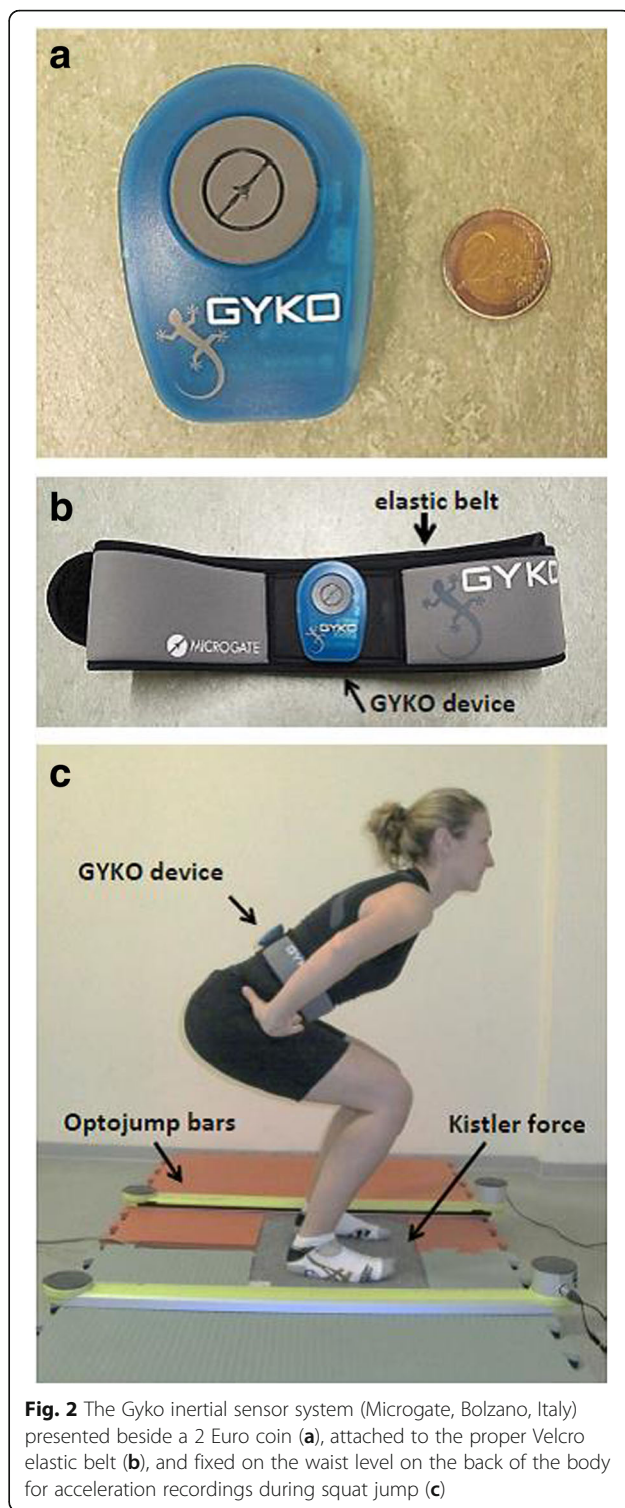 a
2
GYKO
b
elastic belt
GYKO
GYKO
MICROGATE
GYKO device
c
GYKO device
Optojump bars
Kistler force
Fig. 2 The Gyko inertial sensor system (Microgate, Bolzano, Italy)
presented beside a 2 Euro coin (a), attached to the proper Velcro
elastic belt (b), and fixed on the waist level on the back of the body
for acceleration recordings during squat jump (c)